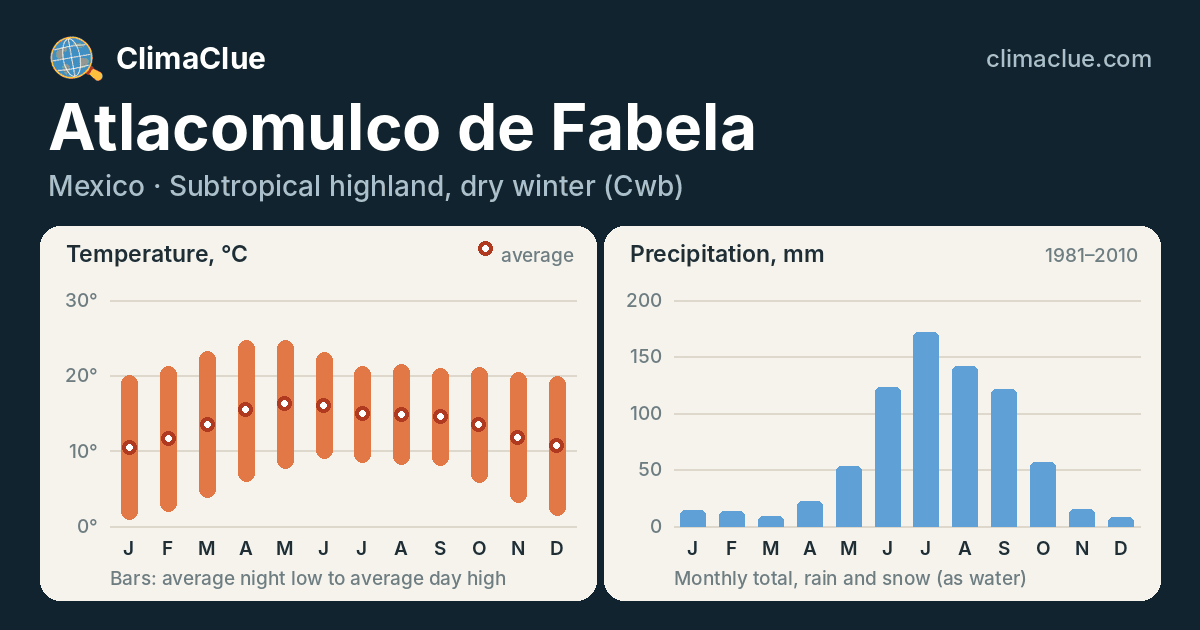 ClimaClue
climaclue.com
Atlacomulco de Fabela
Mexico · Subtropical highland, dry winter (Cwb)
Temperature, °C
average
30°
20°
10°
0°
J F M A M J J A S O N D
Bars: average night low to average day high
Precipitation, mm
1981–2010
200
150
100
50
0
J F M A M J J A S O N D
Monthly total, rain and snow (as water)